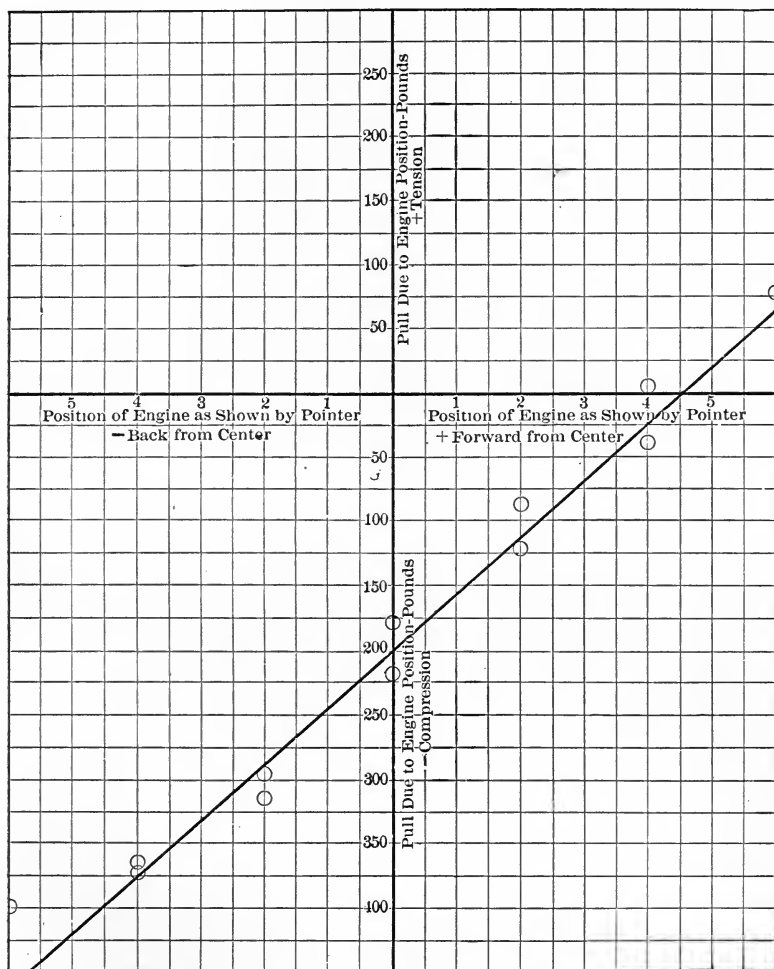 250
200
150
100
50
Pull Due to Engine Position-Pounds
+Tension
5 4 3 2 1
1 2 3 4 5
Position of Engine as Shown by Pointer
−Back from Center
Position of Engine as Shown by Pointer
+Forward from Center
50
100
150
200
250
300
350
400
Pull Due to Engine Position-Pounds
−Compression